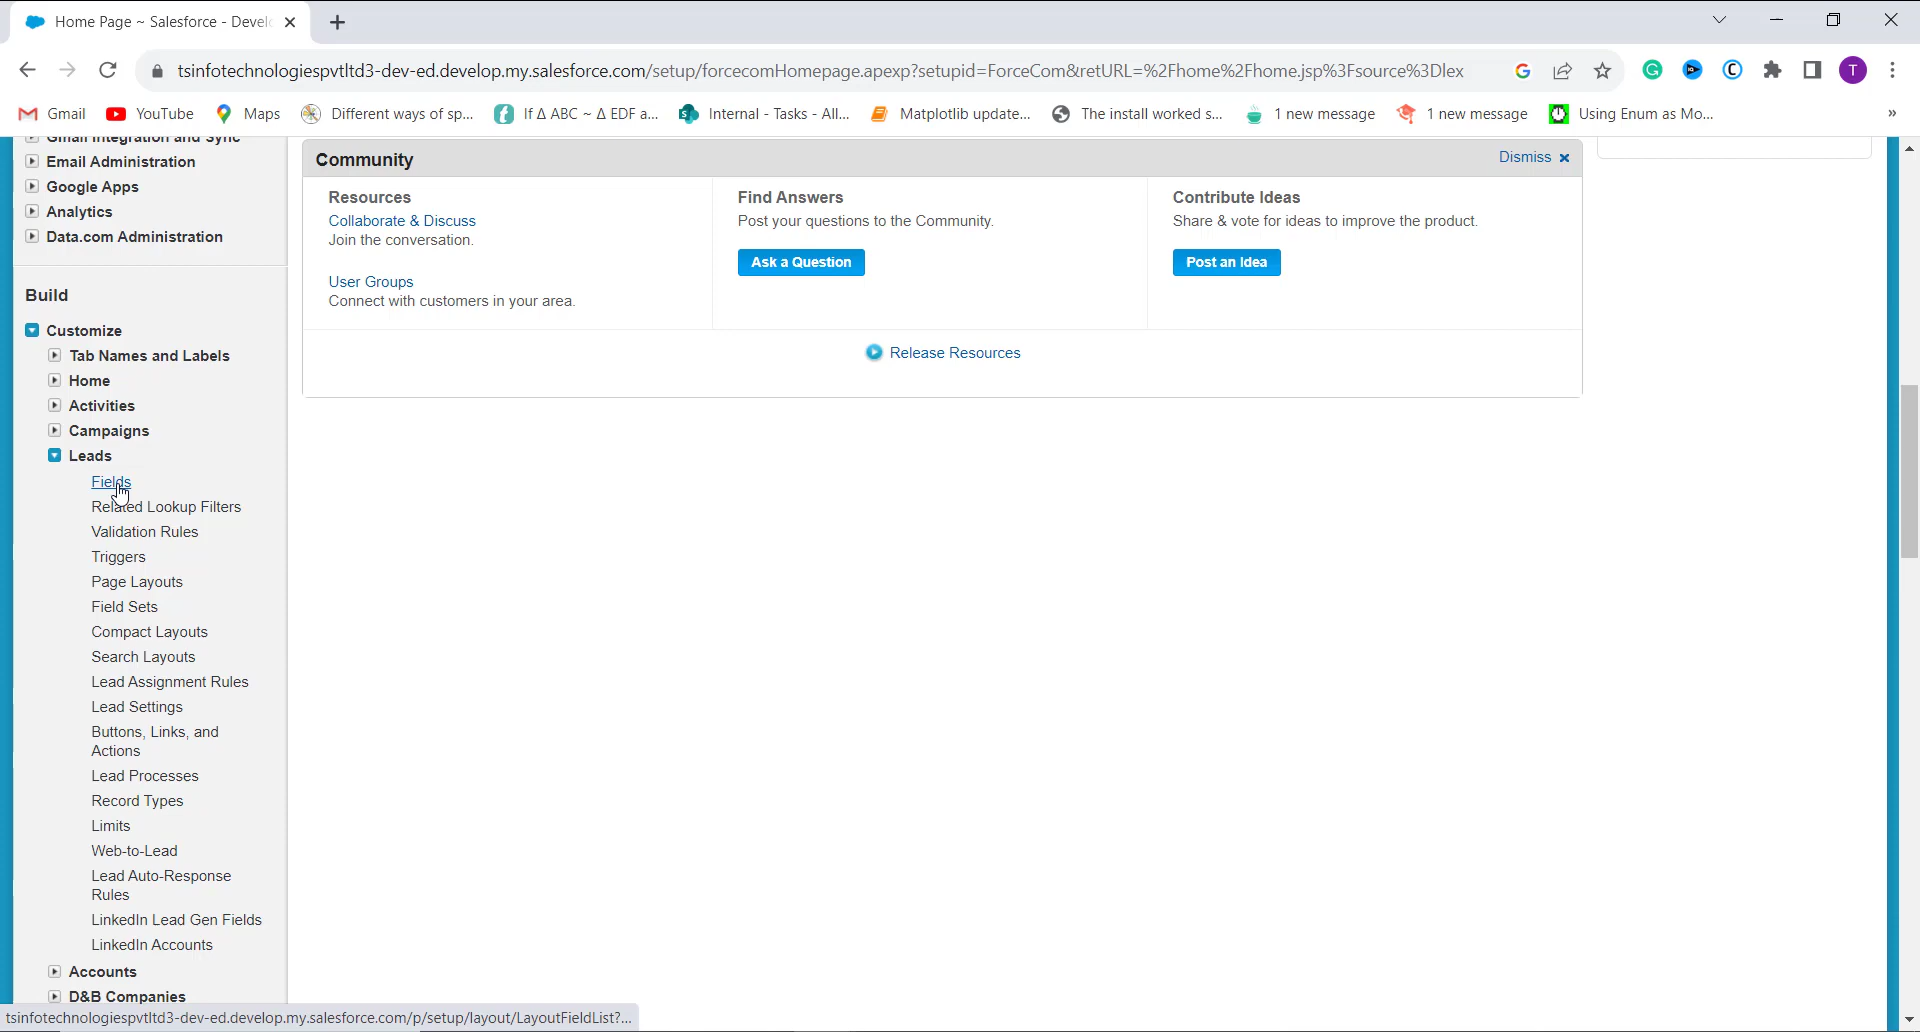 Home Page ~ Salesforce - Devel
tsinfotechnologiespvtltd3-dev-ed.develop.my.salesforce.com/setup/forcecomHomepage.apexp?setupid=ForceCom&retURL=%2Fhome%2Fhome.jsp%3Fsource%3Dlex
T
Gmail YouTube Maps Different ways of sp... If Δ ABC ~ Δ EDF a... Internal - Tasks - All... Matplotlib update... The install worked s... 1 new message 1 new message Using Enum as Mo... »
Gmail Integration and Sync
Email Administration
Google Apps
Analytics
Data.com Administration
Build
Customize
Tab Names and Labels
Home
Activities
Campaigns
Leads
Fields
Related Lookup Filters
Validation Rules
Triggers
Page Layouts
Field Sets
Compact Layouts
Search Layouts
Lead Assignment Rules
Lead Settings
Buttons, Links, and
Actions
Lead Processes
Record Types
Limits
Web-to-Lead
Lead Auto-Response
Rules
LinkedIn Lead Gen Fields
LinkedIn Accounts
Accounts
D&B Companies
Community
Dismiss
Resources
Collaborate & Discuss
Join the conversation.
User Groups
Connect with customers in your area.
Find Answers
Post your questions to the Community.
Ask a Question
Contribute Ideas
Share & vote for ideas to improve the product.
Post an Idea
Release Resources
tsinfotechnologiespvtltd3-dev-ed.develop.my.salesforce.com/p/setup/layout/LayoutFieldList?...